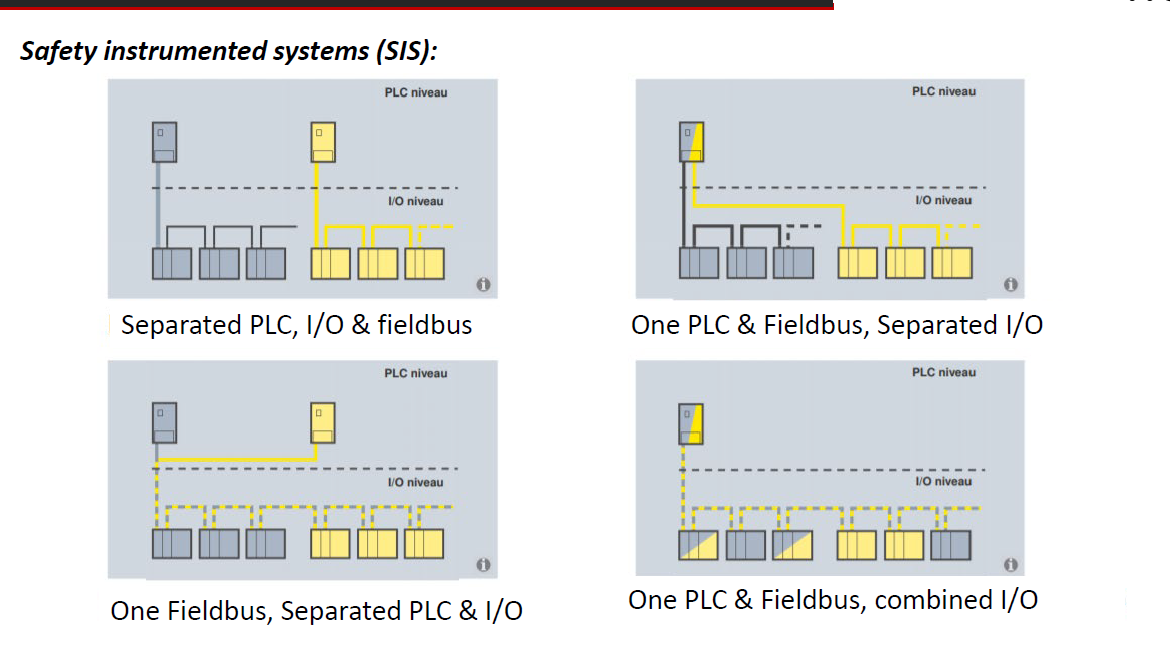 Safety instrumented systems (SIS):
PLC niveau
I/O niveau
Separated PLC, I/O & fieldbus
PLC niveau
I/O niveau
One PLC & Fieldbus, Separated I/O
PLC niveau
I/O niveau
One Fieldbus, Separated PLC & I/O
PLC niveau
I/O niveau
One PLC & Fieldbus, combined I/O